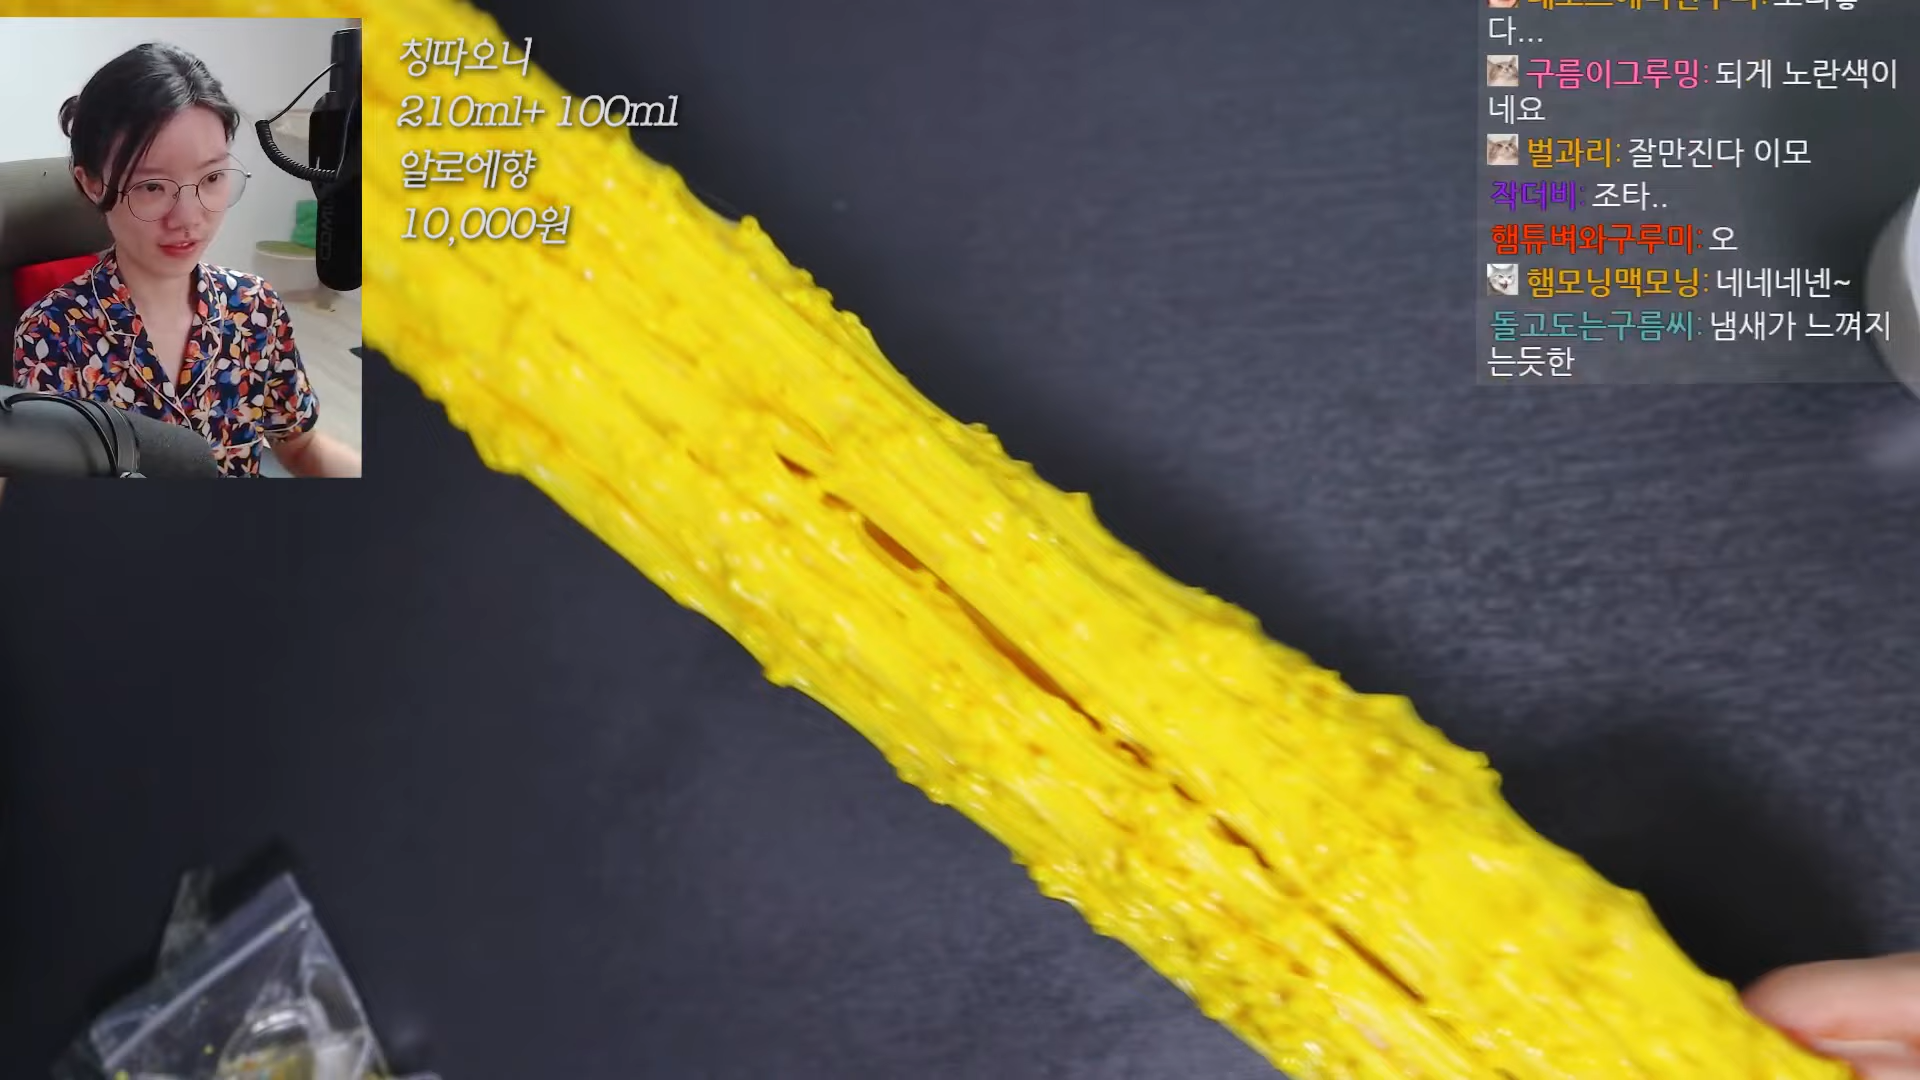 칭따오니
210ml+ 100ml
알로에향
10,000원
다...
구름이그루밍: 되게 노란색이
네요
벌과리: 잘만진다 이모
작더비: 조타..
햄튜벼와구루미: 오
햄모닝맥모닝: 네네네넨~
돌고도는구름씨: 냄새가 느껴지
는듯한